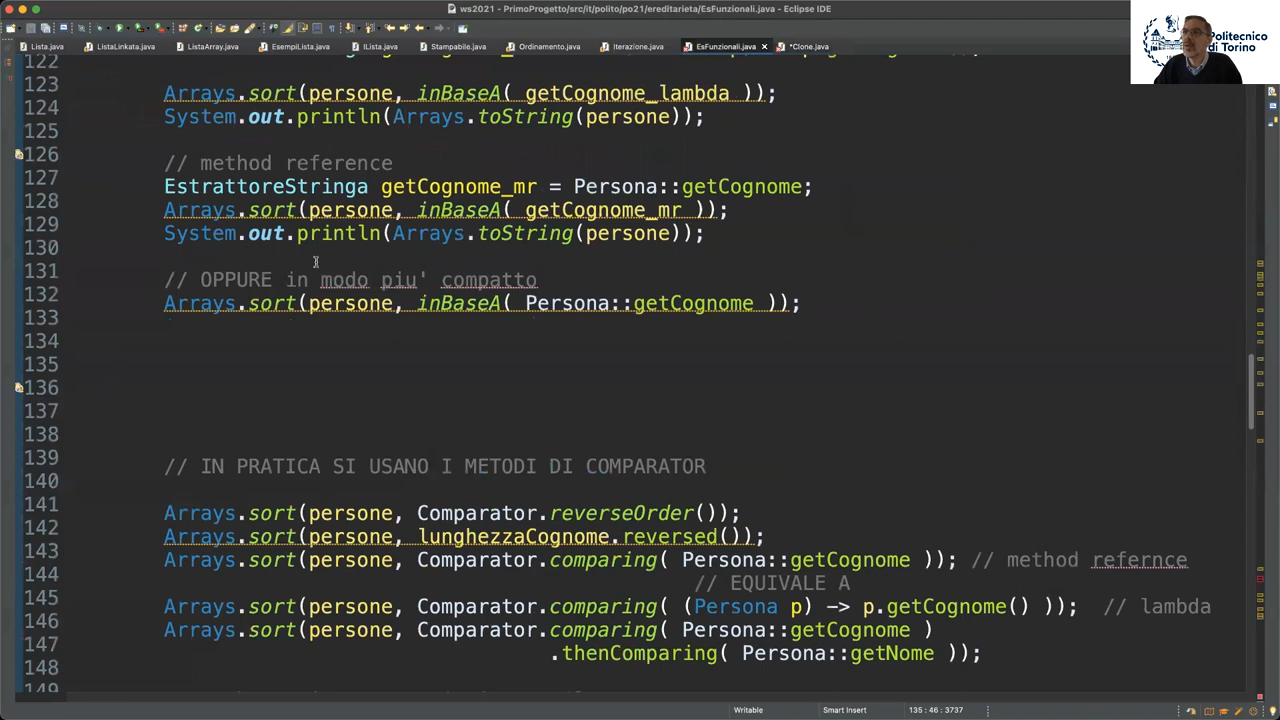 ws2021 - PrimoProgetto/src/it/polito/po21/ereditarieta/EsFunzionali.java - Eclipse IDE
Lista.java ListaLinkata.java ListaArray.java EsempiLista.java ILista.java Stampabile.java Ordinamento.java Iterazione.java EsFunzionali.java *Clone.java
Politecnico
di Torino
122
123 Arrays.sort(persone, inBaseA( getCognome_lambda ));
124 System.out.println(Arrays.toString(persone));
125
126 // method reference
127 EstrattoreStringa getCognome_mr = Persona::getCognome;
128 Arrays.sort(persone, inBaseA( getCognome_mr ));
129 System.out.println(Arrays.toString(persone));
130
131 // OPPURE in modo piu' compatto
132 Arrays.sort(persone, inBaseA( Persona::getCognome ));
133
134
135
136
137
138
139 // IN PRATICA SI USANO I METODI DI COMPARATOR
140
141 Arrays.sort(persone, Comparator.reverseOrder());
142 Arrays.sort(persone, lunghezzaCognome.reversed());
143 Arrays.sort(persone, Comparator.comparing( Persona::getCognome )); // method refernce
144 // EQUIVALE A
145 Arrays.sort(persone, Comparator.comparing( (Persona p) -> p.getCognome() )); // lambda
146 Arrays.sort(persone, Comparator.comparing( Persona::getCognome )
147 .thenComparing( Persona::getNome ));
148
149
Writable Smart Insert 135 : 46 : 3737